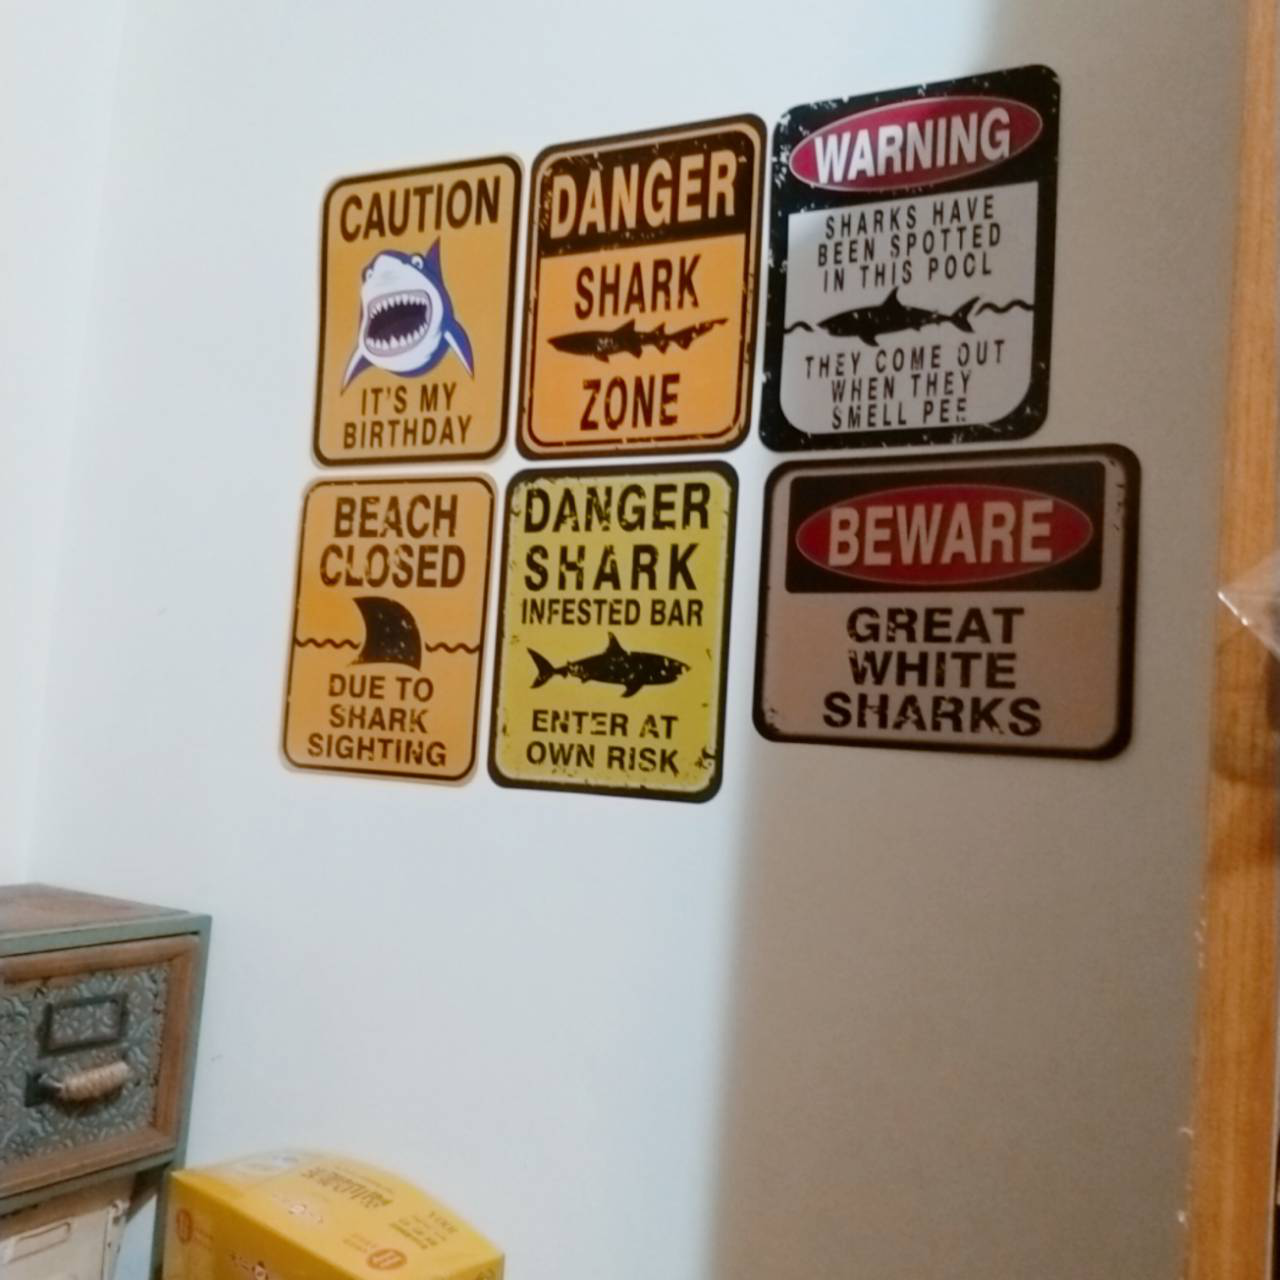 CAUTION
IT'S MY
BIRTHDAY
DANGER
SHARK
ZONE
WARNING
SHARKS HAVE
BEEN SPOTTED
IN THIS POOL
THEY COME OUT
WHEN THEY
SMELL PEE
BEACH
CLOSED
DUE TO
SHARK
SIGHTING
DANGER
SHARK
INFESTED BAR
ENTER AT
OWN RISK
BEWARE
GREAT
WHITE
SHARKS